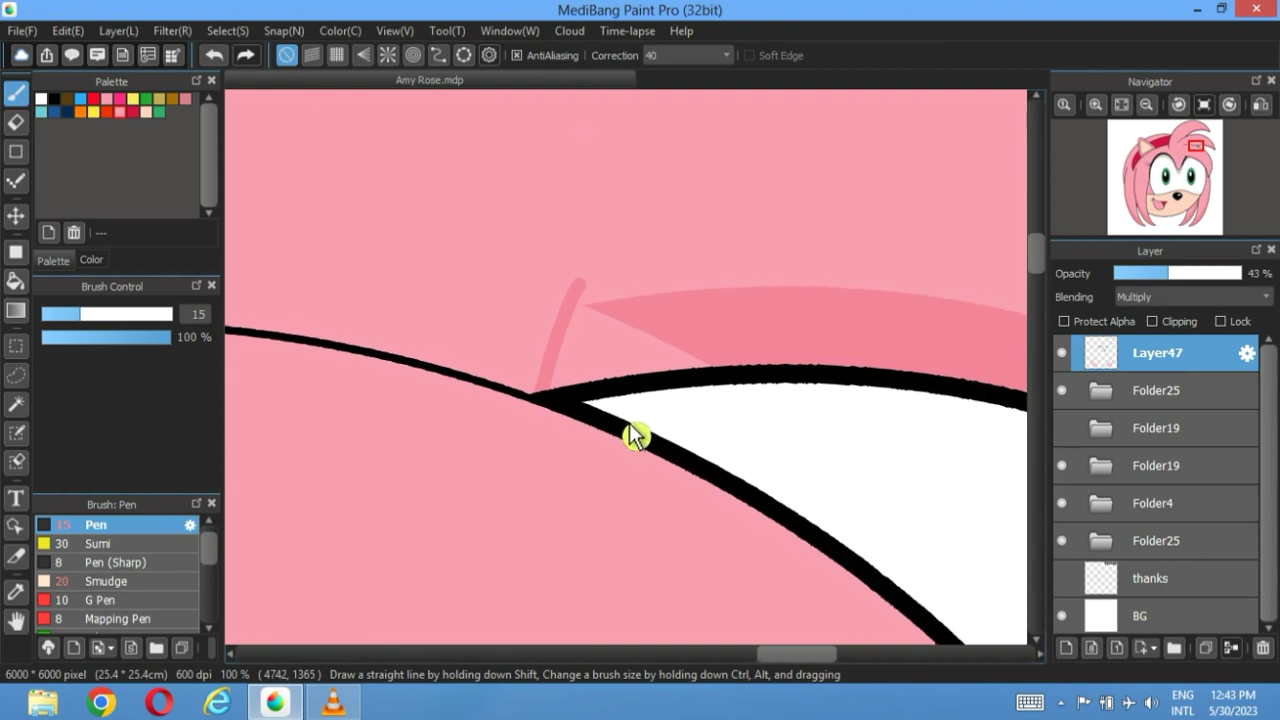 MediBang Paint Pro (32bit)
File(F) Edit(E) Layer(L) Filter(R) Select(S) Snap(N) Color(C) View(V) Tool(T) Window(W) Cloud Time-lapse Help
AntiAliasing Correction 40 Soft Edge
Palette
Amy Rose.mdp
Navigator
---
Palette Color
Brush Control
15
100 %
Brush: Pen
15 Pen
30 Sumi
8 Pen (Sharp)
20 Smudge
10 G Pen
8 Mapping Pen
Layer
Opacity 43 %
Blending Multiply
Protect Alpha Clipping Lock
Layer47
Folder25
Folder19
Folder19
Folder4
Folder25
thanks
BG
6000 * 6000 pixel (25.4 * 25.4cm) 600 dpi 100 % ( 4742, 1365 ) Draw a straight line by holding down Shift, Change a brush size by holding down Ctrl, Alt, and dragging
ENG 12:43 PM
INTL 5/30/2023